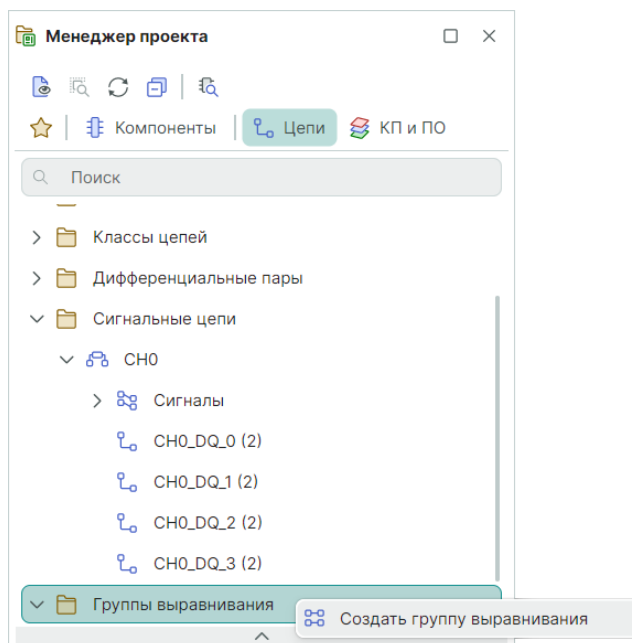 Менеджер проекта
Компоненты Цепи КП и ПО
Поиск
Классы цепей
Дифференциальные пары
Сигнальные цепи
CH0
Сигналы
CH0_DQ_0 (2)
CH0_DQ_1 (2)
CH0_DQ_2 (2)
CH0_DQ_3 (2)
Группы выравнивания
Создать группу выравнивания